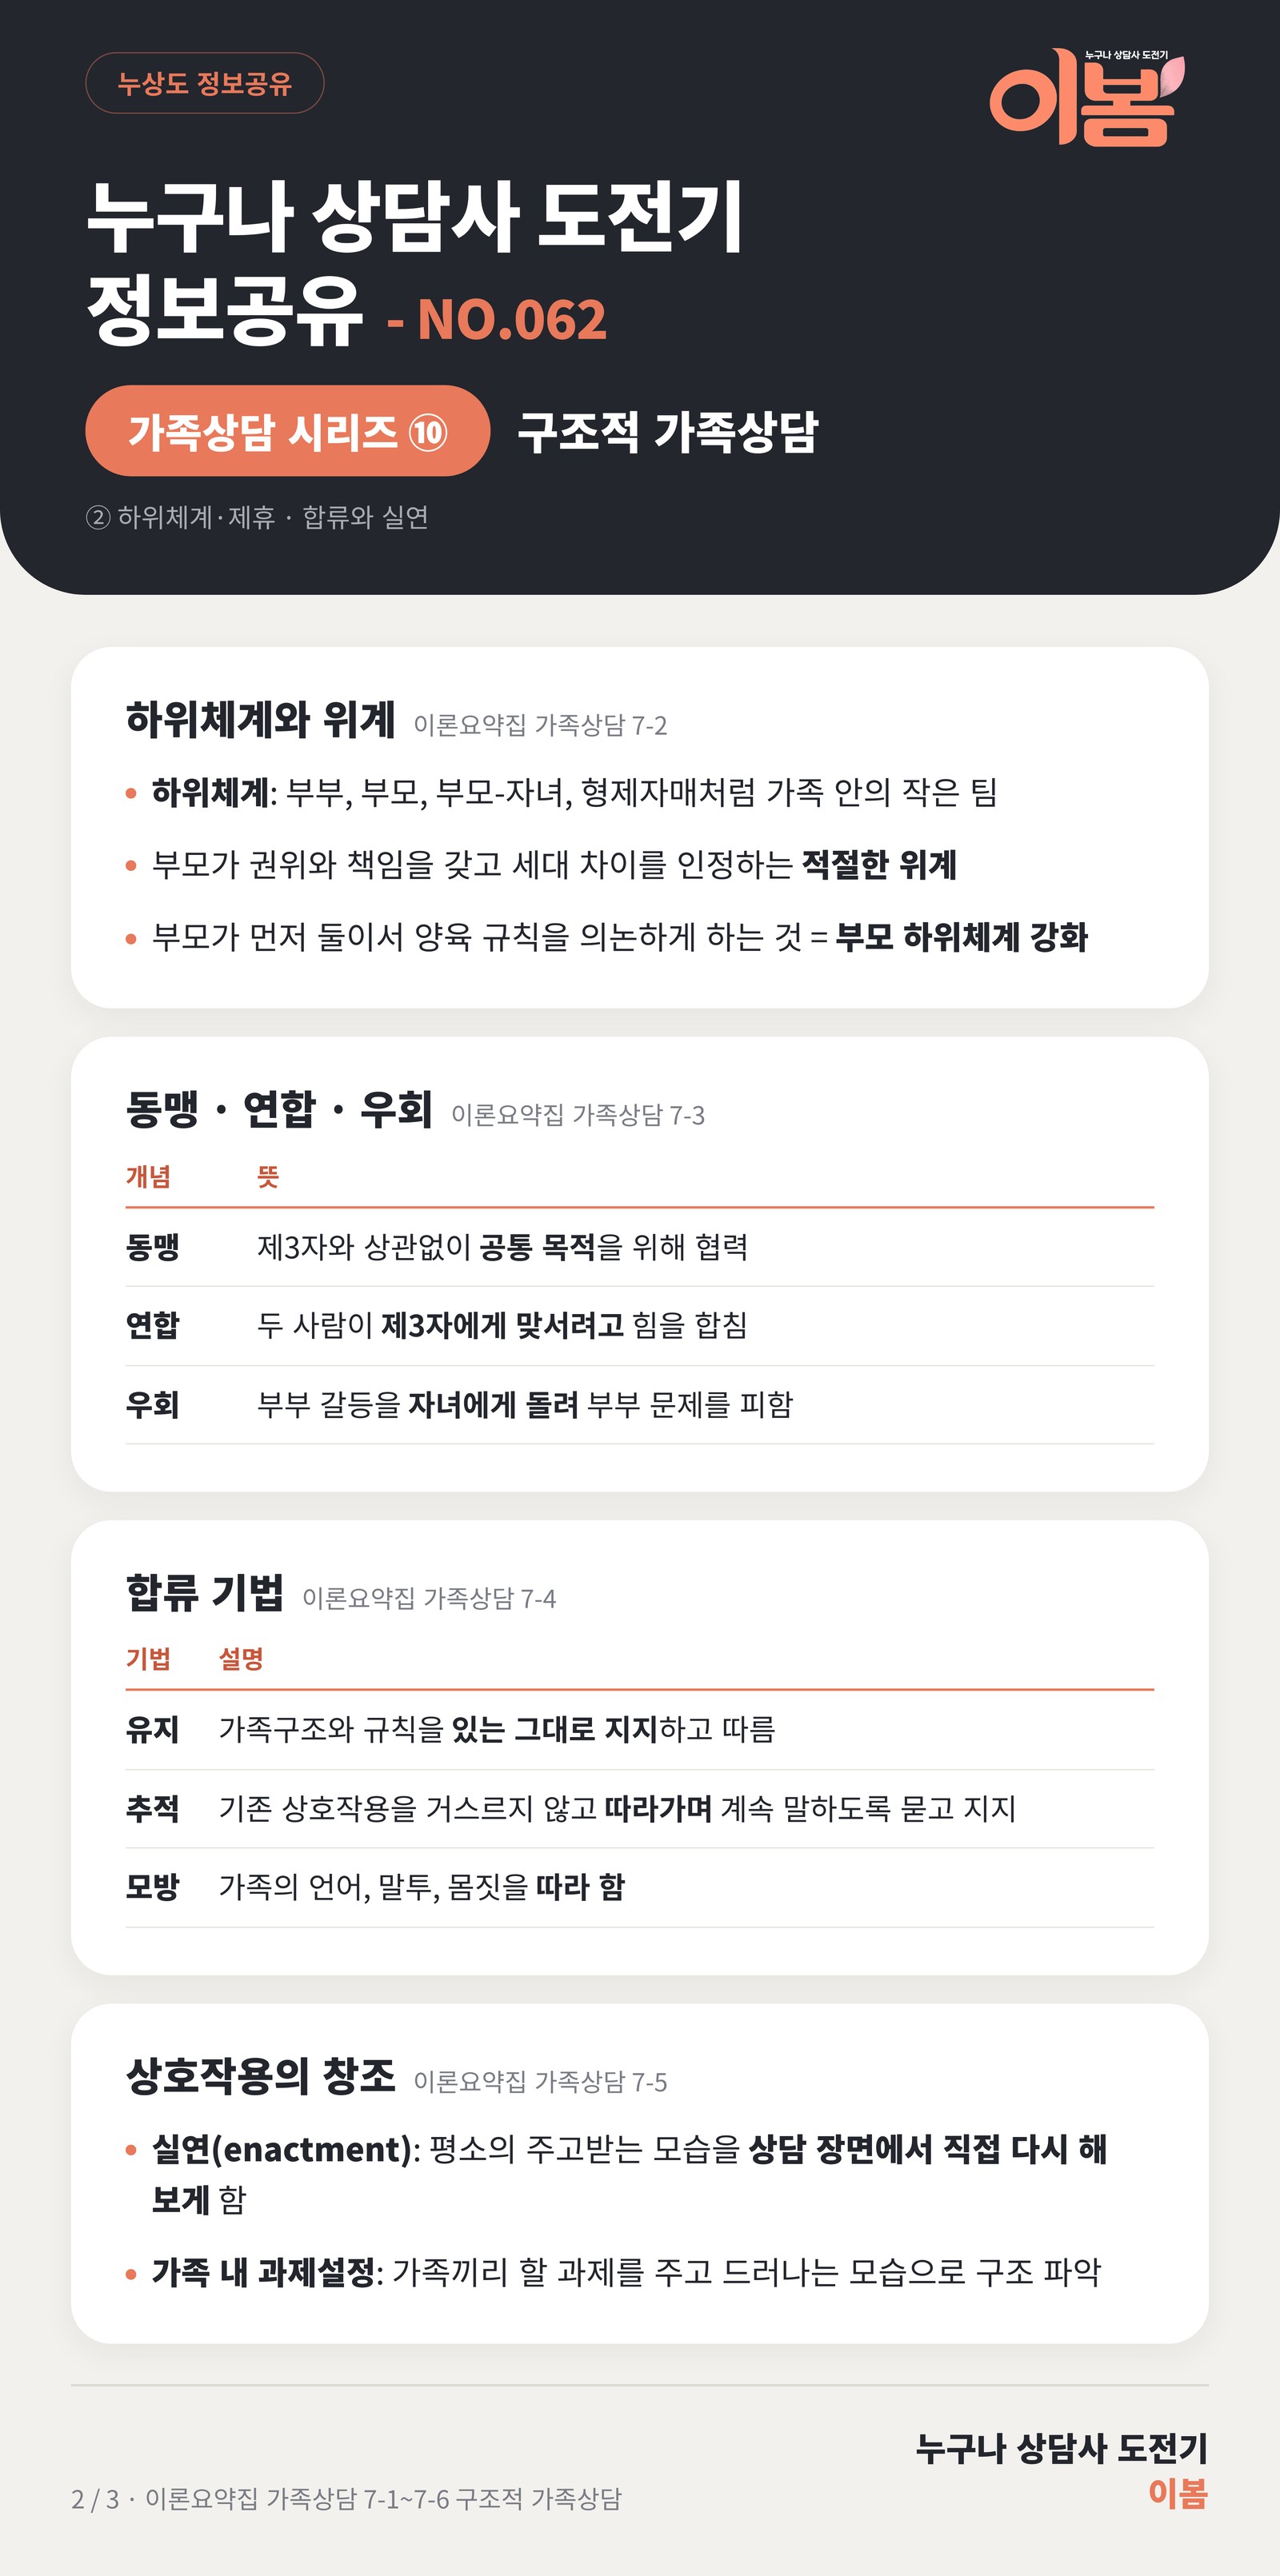 누상도 정보공유
누구나 상담사 도전기
이봄
누구나 상담사 도전기
정보공유 - NO.062
가족상담 시리즈 ⑩ 구조적 가족상담
② 하위체계·제휴 · 합류와 실연
하위체계와 위계 이론요약집 가족상담 7-2
• 하위체계: 부부, 부모, 부모-자녀, 형제자매처럼 가족 안의 작은 팀
• 부모가 권위와 책임을 갖고 세대 차이를 인정하는 적절한 위계
• 부모가 먼저 둘이서 양육 규칙을 의논하게 하는 것 = 부모 하위체계 강화
동맹 · 연합 · 우회 이론요약집 가족상담 7-3
개념 뜻
동맹 제3자와 상관없이 공통 목적을 위해 협력
연합 두 사람이 제3자에게 맞서려고 힘을 합침
우회 부부 갈등을 자녀에게 돌려 부부 문제를 피함
합류 기법 이론요약집 가족상담 7-4
기법 설명
유지 가족구조와 규칙을 있는 그대로 지지하고 따름
추적 기존 상호작용을 거스르지 않고 따라가며 계속 말하도록 묻고 지지
모방 가족의 언어, 말투, 몸짓을 따라 함
상호작용의 창조 이론요약집 가족상담 7-5
• 실연(enactment): 평소의 주고받는 모습을 상담 장면에서 직접 다시 해
보게 함
• 가족 내 과제설정: 가족끼리 할 과제를 주고 드러나는 모습으로 구조 파악
누구나 상담사 도전기
2 / 3 · 이론요약집 가족상담 7-1~7-6 구조적 가족상담
이봄